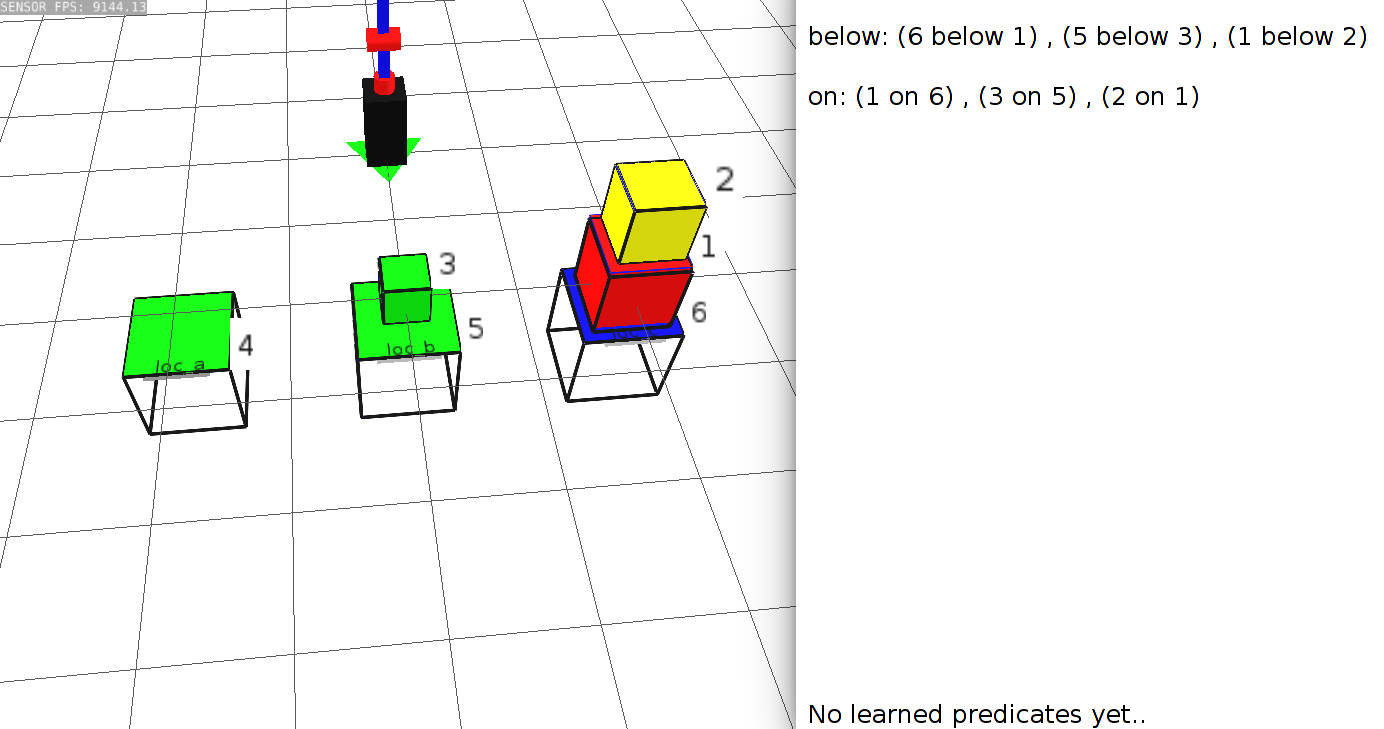 SENSOR FPS: 9144.13
below: (6 below 1) , (5 below 3) , (1 below 2)
on: (1 on 6) , (3 on 5) , (2 on 1)
2
1
3
6
5
4
loc_b
loc_a
No learned predicates yet..